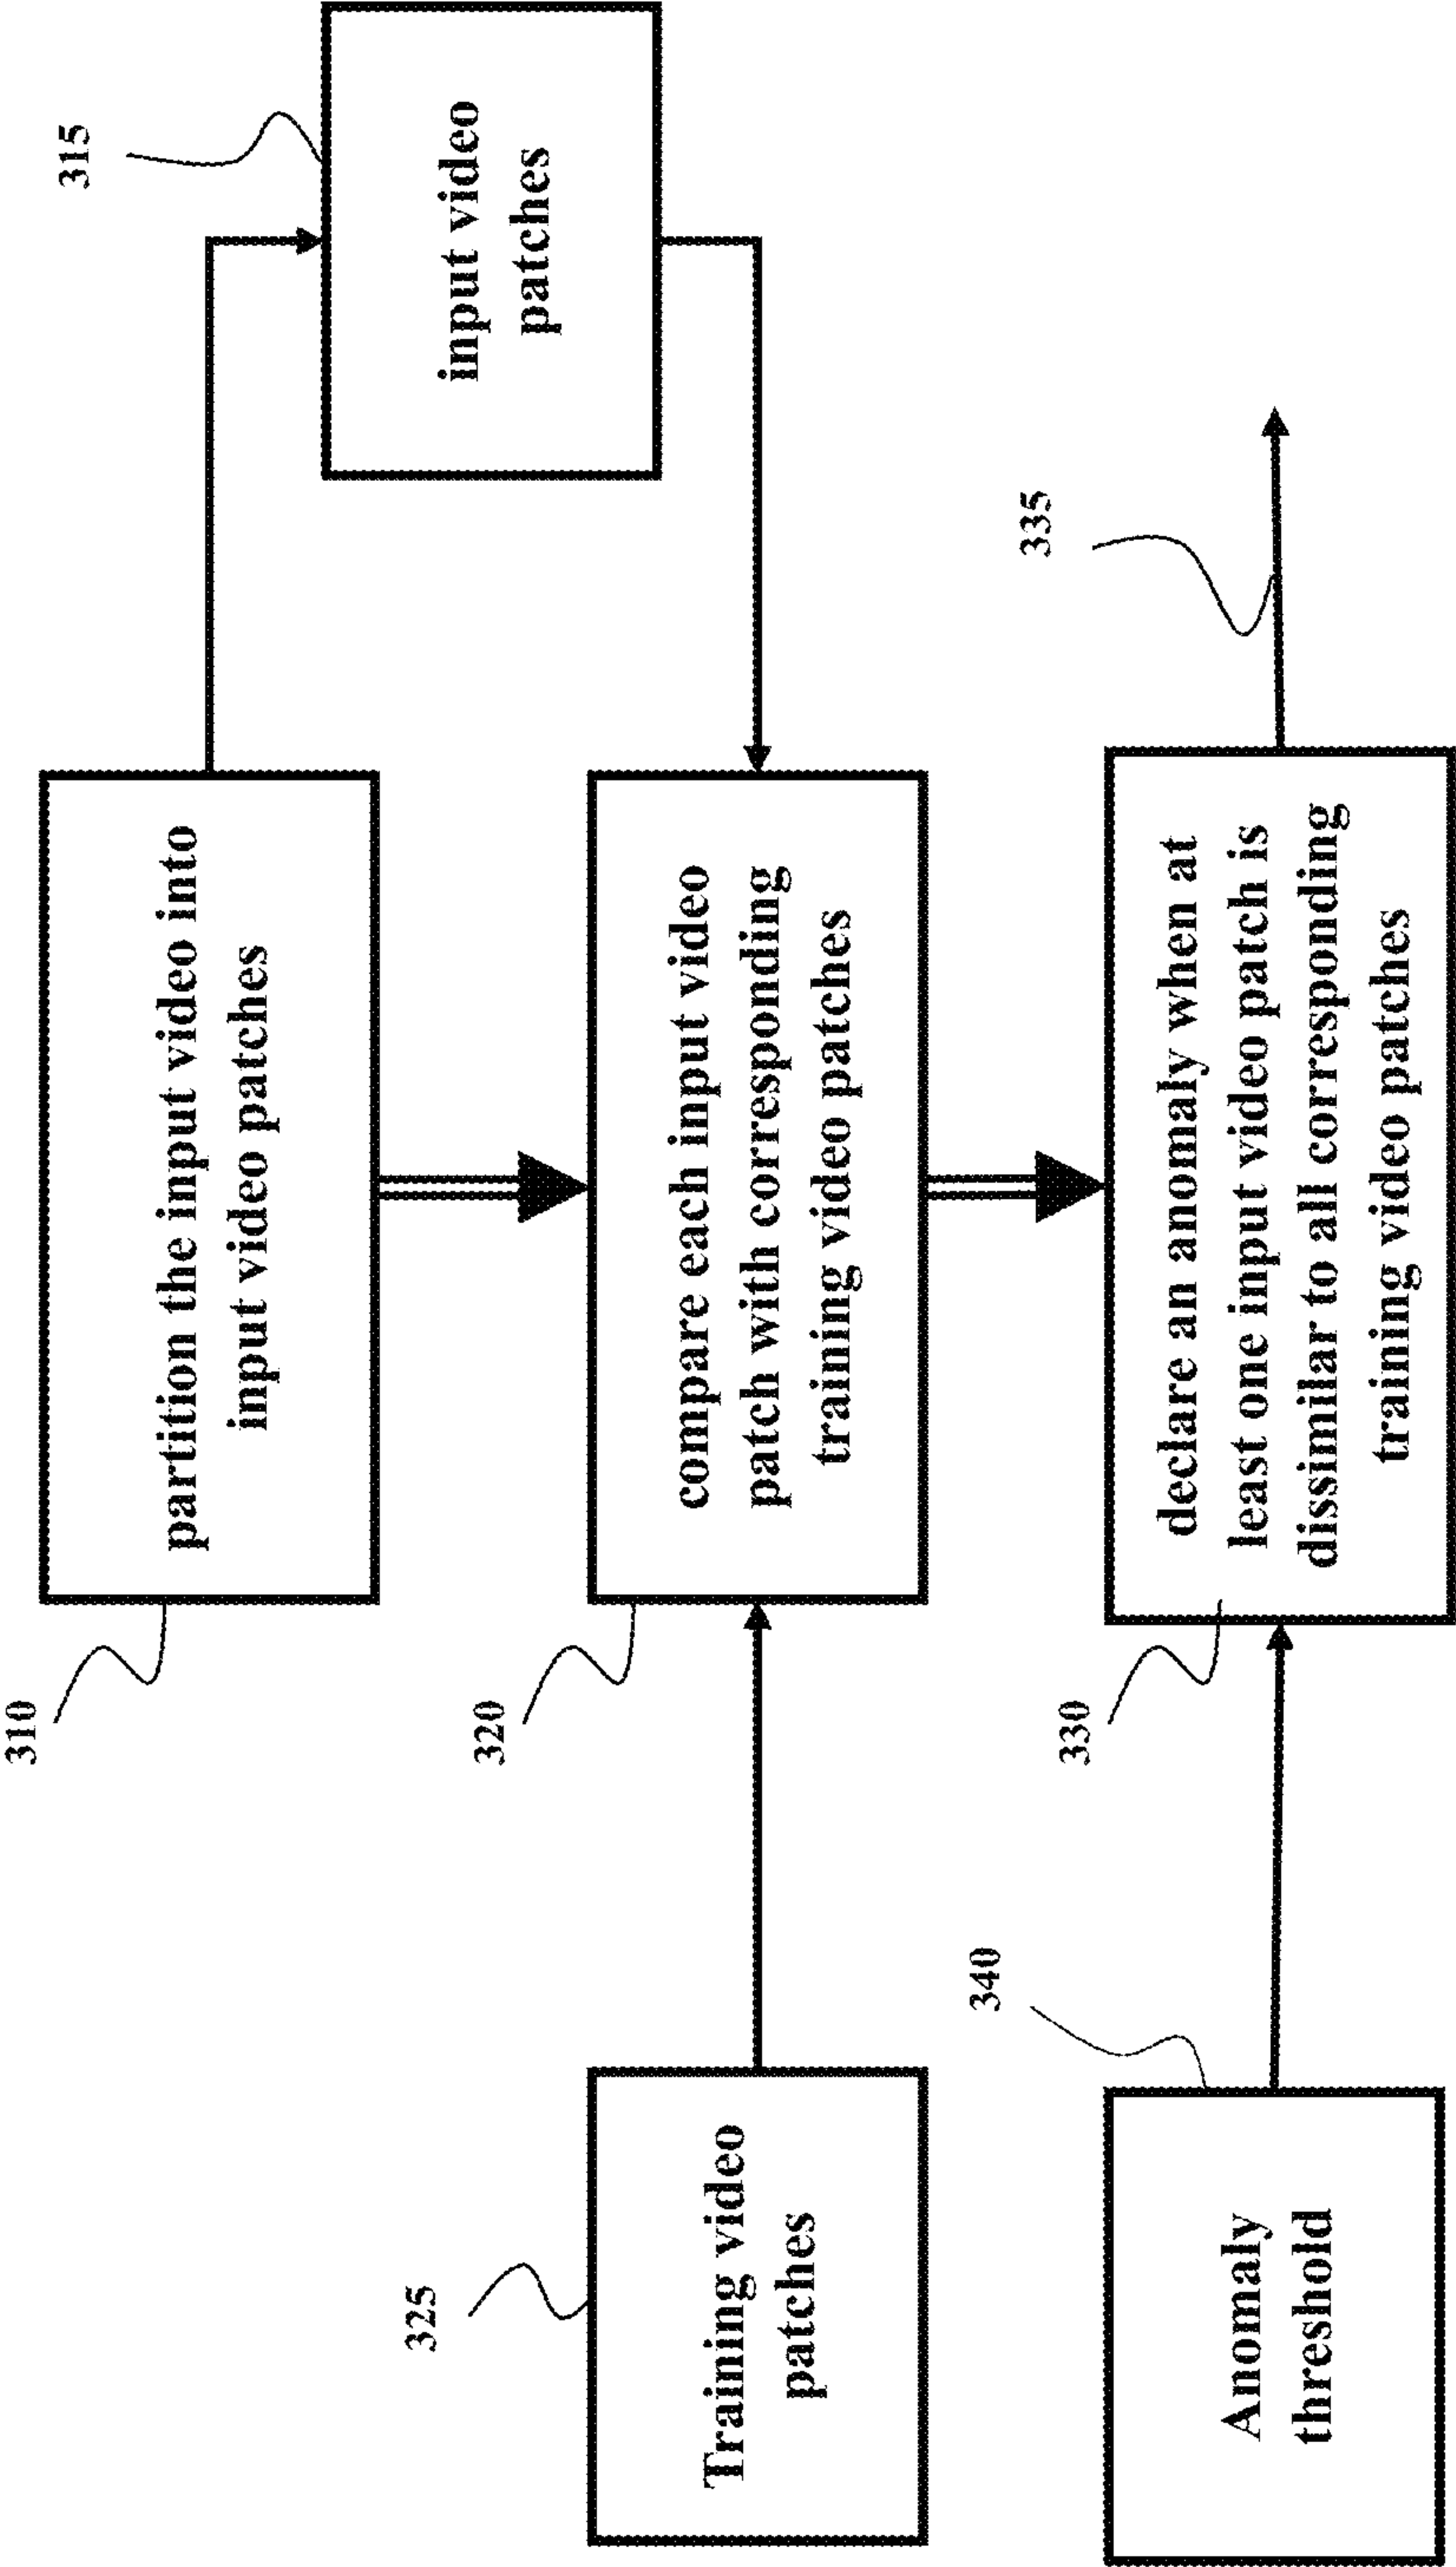 310
partition the input video into
input video patches
315
input video
patches
320
compare each input video
patch with corresponding
training video patches
325
Training video
patches
330
declare an anomaly when at
least one input video patch is
dissimilar to all corresponding
training video patches
335
340
Anomaly
threshold